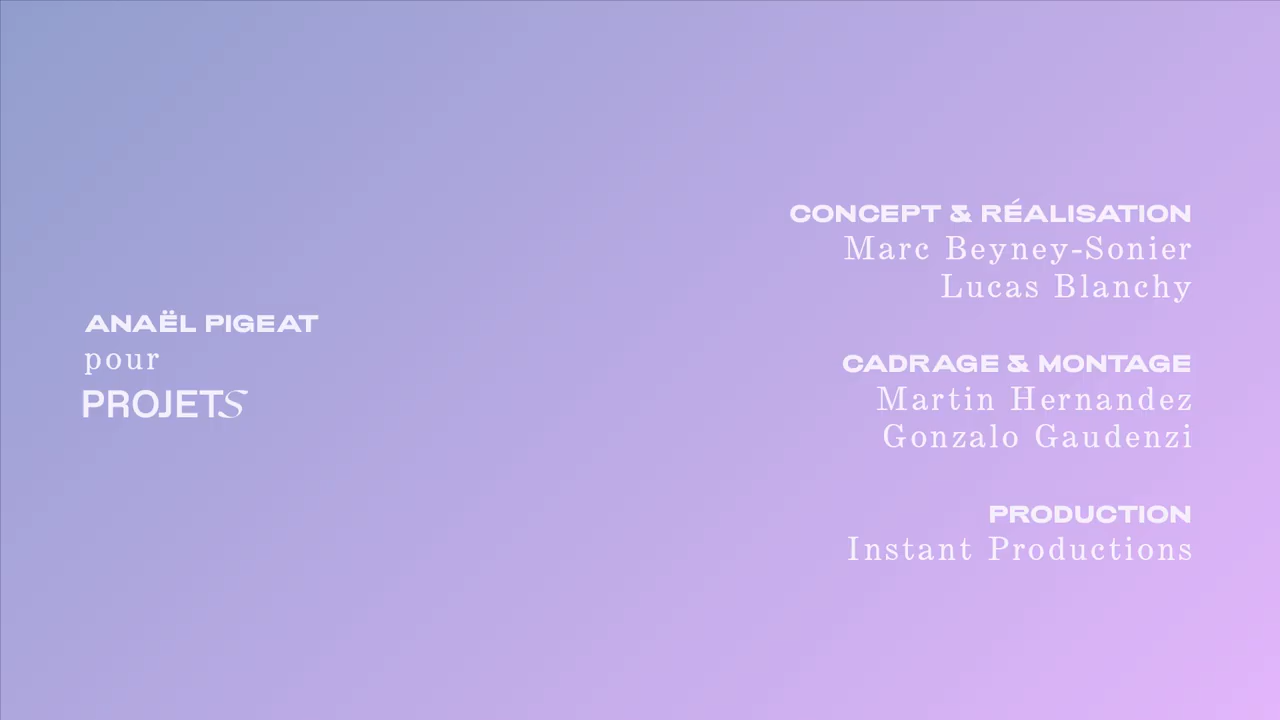 ANAËL PIGEAT
pour
PROJETS
CONCEPT & RÉALISATION
Marc Beyney-Sonier
Lucas Blanchy
CADRAGE & MONTAGE
Martin Hernandez
Gonzalo Gaudenzi
PRODUCTION
Instant Productions